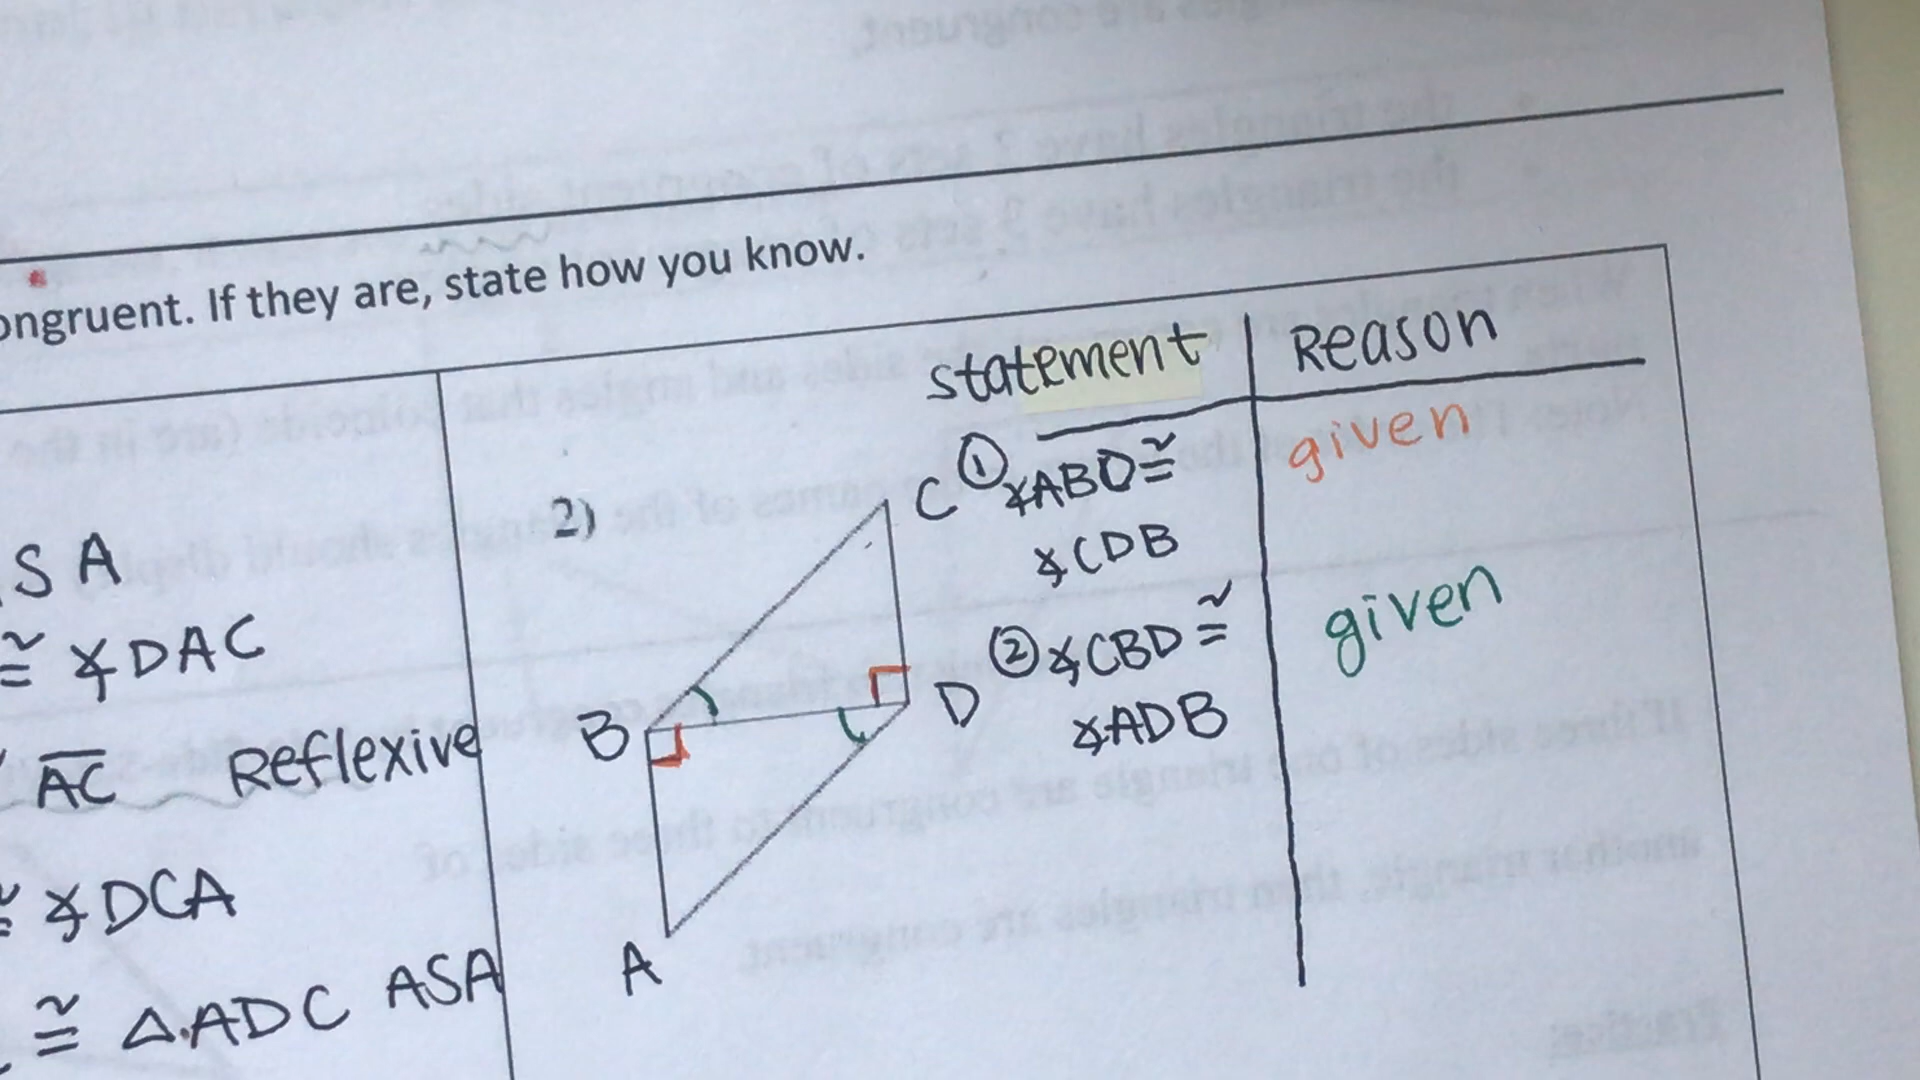 ongruent. If they are, state how you know.
S A
≅ ∡DAC
AC Reflexive
≅ ∡DCA
≅ △ADC ASA
2)
C
B
D
A
statement Reason
① ∡ABD ≅ given
∡CDB
② ∡CBD ≅ given
∡ADB